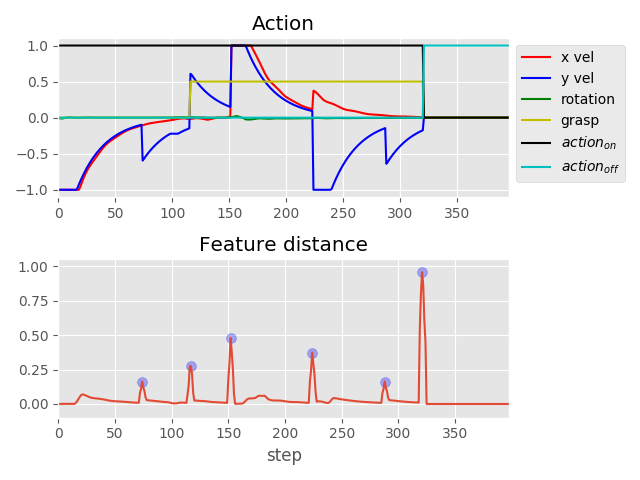 Action
1.0
0.5
0.0
−0.5
−1.0
0 50 100 150 200 250 300 350
x vel
y vel
rotation
grasp
action_on
action_off
Feature distance
1.00
0.75
0.50
0.25
0.00
0 50 100 150 200 250 300 350
step